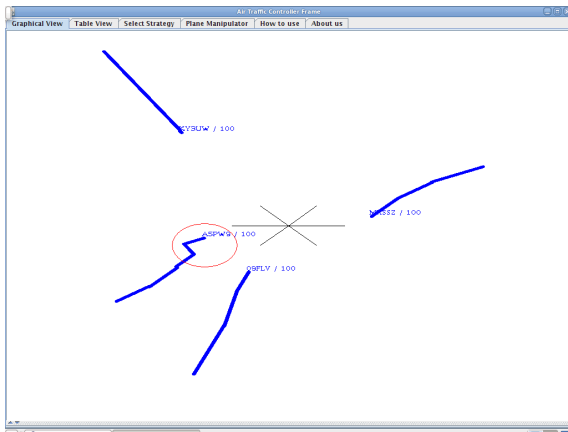 Air Traffic Controller Frame
Graphical View Table View Select Strategy Plane Manipulator How to use About us
/ 100
/ 100
/ 100
/ 100